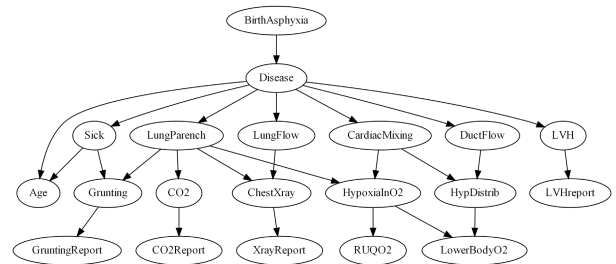 BirthAsphyxia
Disease
Sick LungParench LungFlow CardiacMixing DuctFlow LVH
Age Grunting CO2 ChestXray HypoxiaInO2 HypDistrib LVHreport
GruntingReport CO2Report XrayReport RUQO2 LowerBodyO2